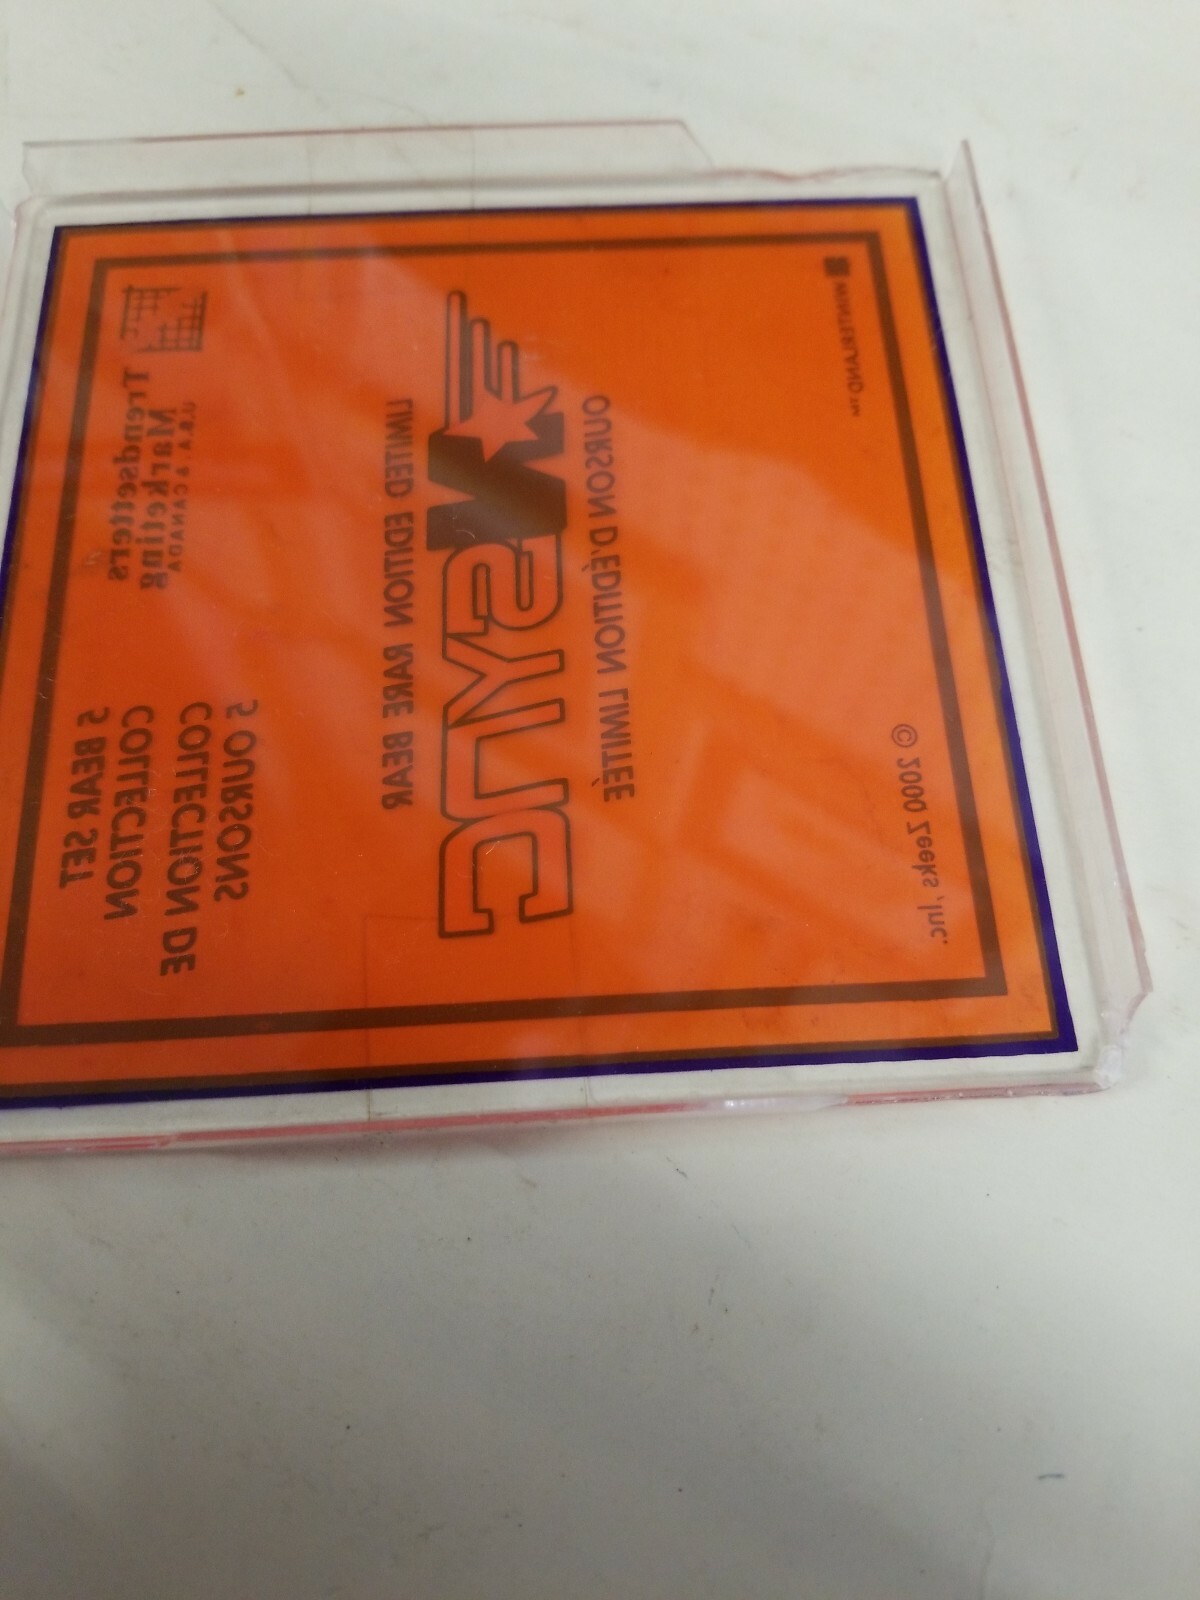 Trendsetters
Marketing
U.S.A. & CANADA
5 BEAR SET
COLLECTION
COLLECTION DE
5 OURSONS
LIMITED EDITION RARE BEAR
*NSYNC
OURSON D'ÉDITION LIMITÉE
WINTERLAND™
© 2000 Zeeks, Inc.